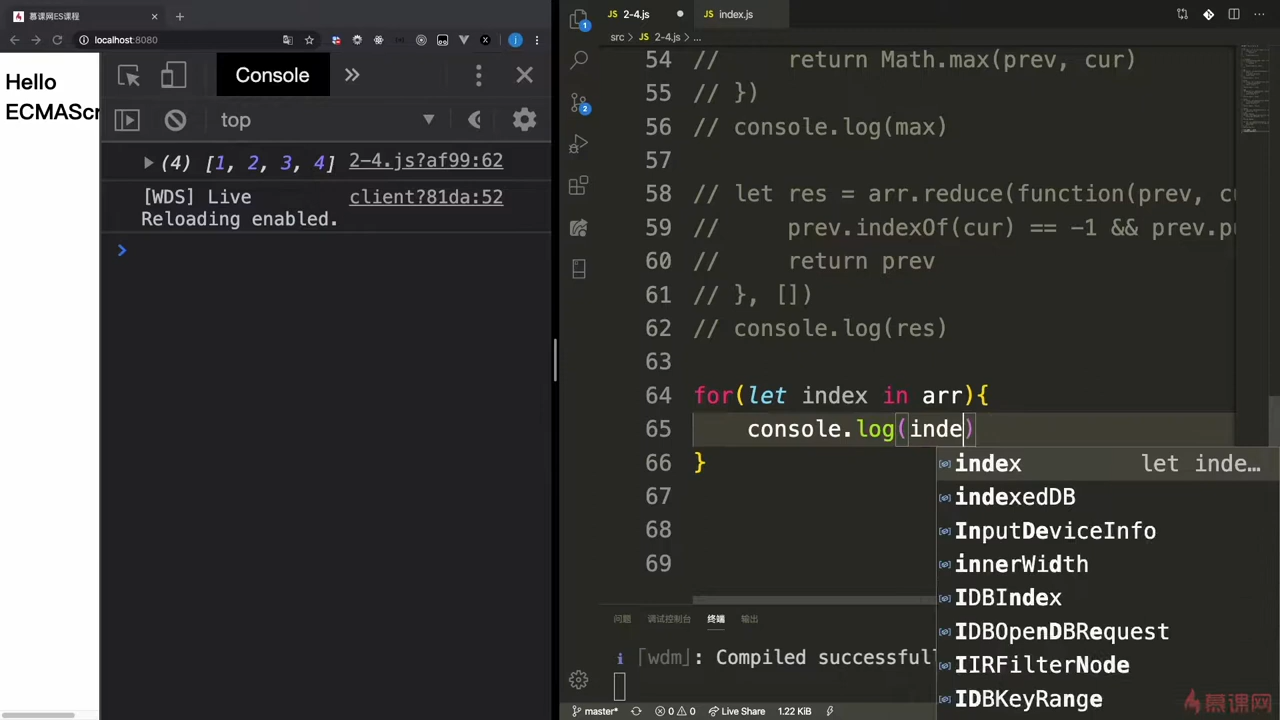 慕课网ES课程
localhost:8080
Hello
ECMAScr
Console
top
(4) [1, 2, 3, 4] 2-4.js?af99:62
[WDS] Live client?81da:52
Reloading enabled.
2-4.js
index.js
src > 2-4.js > ...
54 // return Math.max(prev, cur)
55 // })
56 // console.log(max)
57
58 // let res = arr.reduce(function(prev, cu
59 // prev.indexOf(cur) == -1 && prev.pu
60 // return prev
61 // }, [])
62 // console.log(res)
63
64 for(let index in arr){
65 console.log(inde)
66 }
67
68
69
index let inde…
indexedDB
InputDeviceInfo
innerWidth
IDBIndex
IDBOpenDBRequest
IIRFilterNode
IDBKeyRange
问题 调试控制台 终端 输出
i 「wdm」: Compiled successfull
master* 0 0 Live Share 1.22 KiB
慕课网